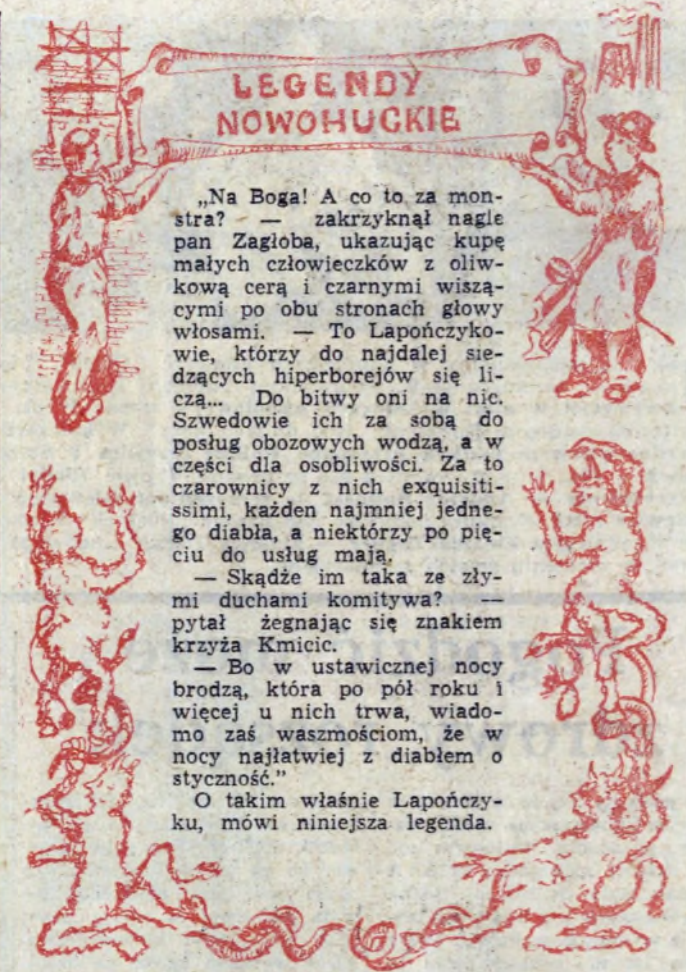 LEGENDY
NOWOHUCKIE
„Na Boga! A co to za mon-
stra? — zakrzyknął nagle
pan Zagłoba, ukazując kupę
małych człowieczków z oliw-
kową cerą i czarnymi wiszą-
cymi po obu stronach głowy
włosami. — To Lapończyko-
wie, którzy do najdalej sie-
dzących hiperborejów się li-
czą... Do bitwy oni na nic.
Szwedowie ich za sobą do
posług obozowych wodzą, a w
części dla osobliwości. Za to
czarownicy z nich exquisiti-
ssimi, każden najmniej jedne-
go diabła, a niektórzy po pię-
ciu do usług mają.
— Skądże im taka ze zły-
mi duchami komitywa? —
pytał żegnając się znakiem
krzyża Kmicic.
— Bo w ustawicznej nocy
brodzą, która po pół roku i
więcej u nich trwa, wiado-
mo zaś waszmościom, że w
nocy najłatwiej z diabłem o
styczność."
O takim właśnie Lapończy-
ku, mówi niniejsza legenda.